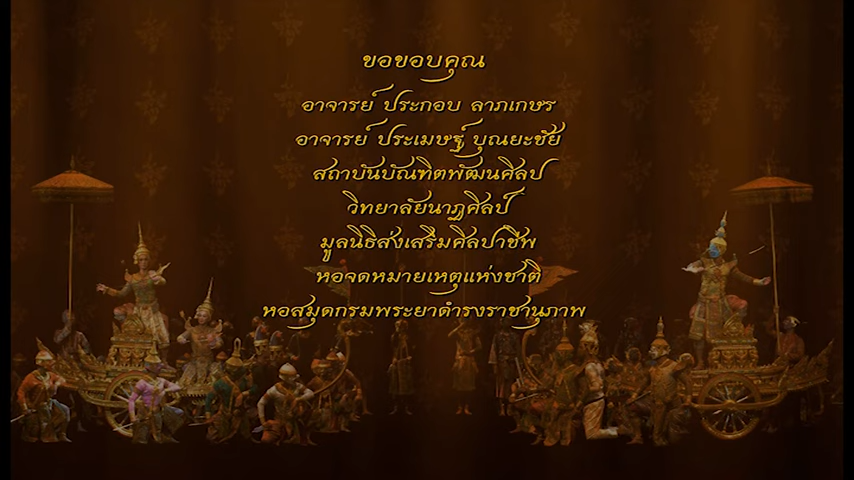 ขอขอบคุณ
อาจารย์ ประกอบ ลาภเกษร
อาจารย์ ประเมษฐ์ บุณยะชัย
สถาบันบัณฑิตพัฒนศิลป
วิทยาลัยนาฏศิลป์
มูลนิธิส่งเสริมศิลปาชีพ
หอจดหมายเหตุแห่งชาติ
หอสมุดกรมพระยาดำรงราชานุภาพ